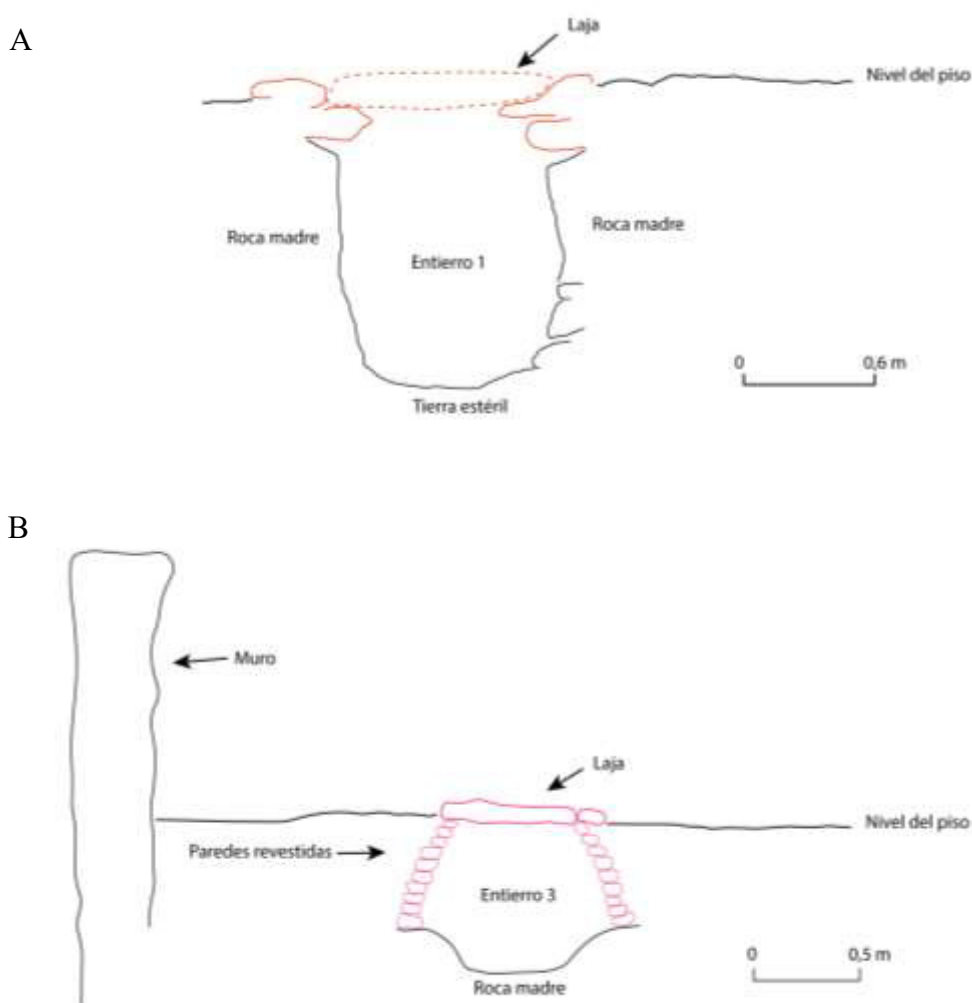 A
Laja
Nivel del piso
Roca madre
Roca madre
Entierro 1
0 0,6 m
Tierra estéril
B
Muro
Laja
Nivel del piso
Paredes revestidas
Entierro 3
0 0,5 m
Roca madre